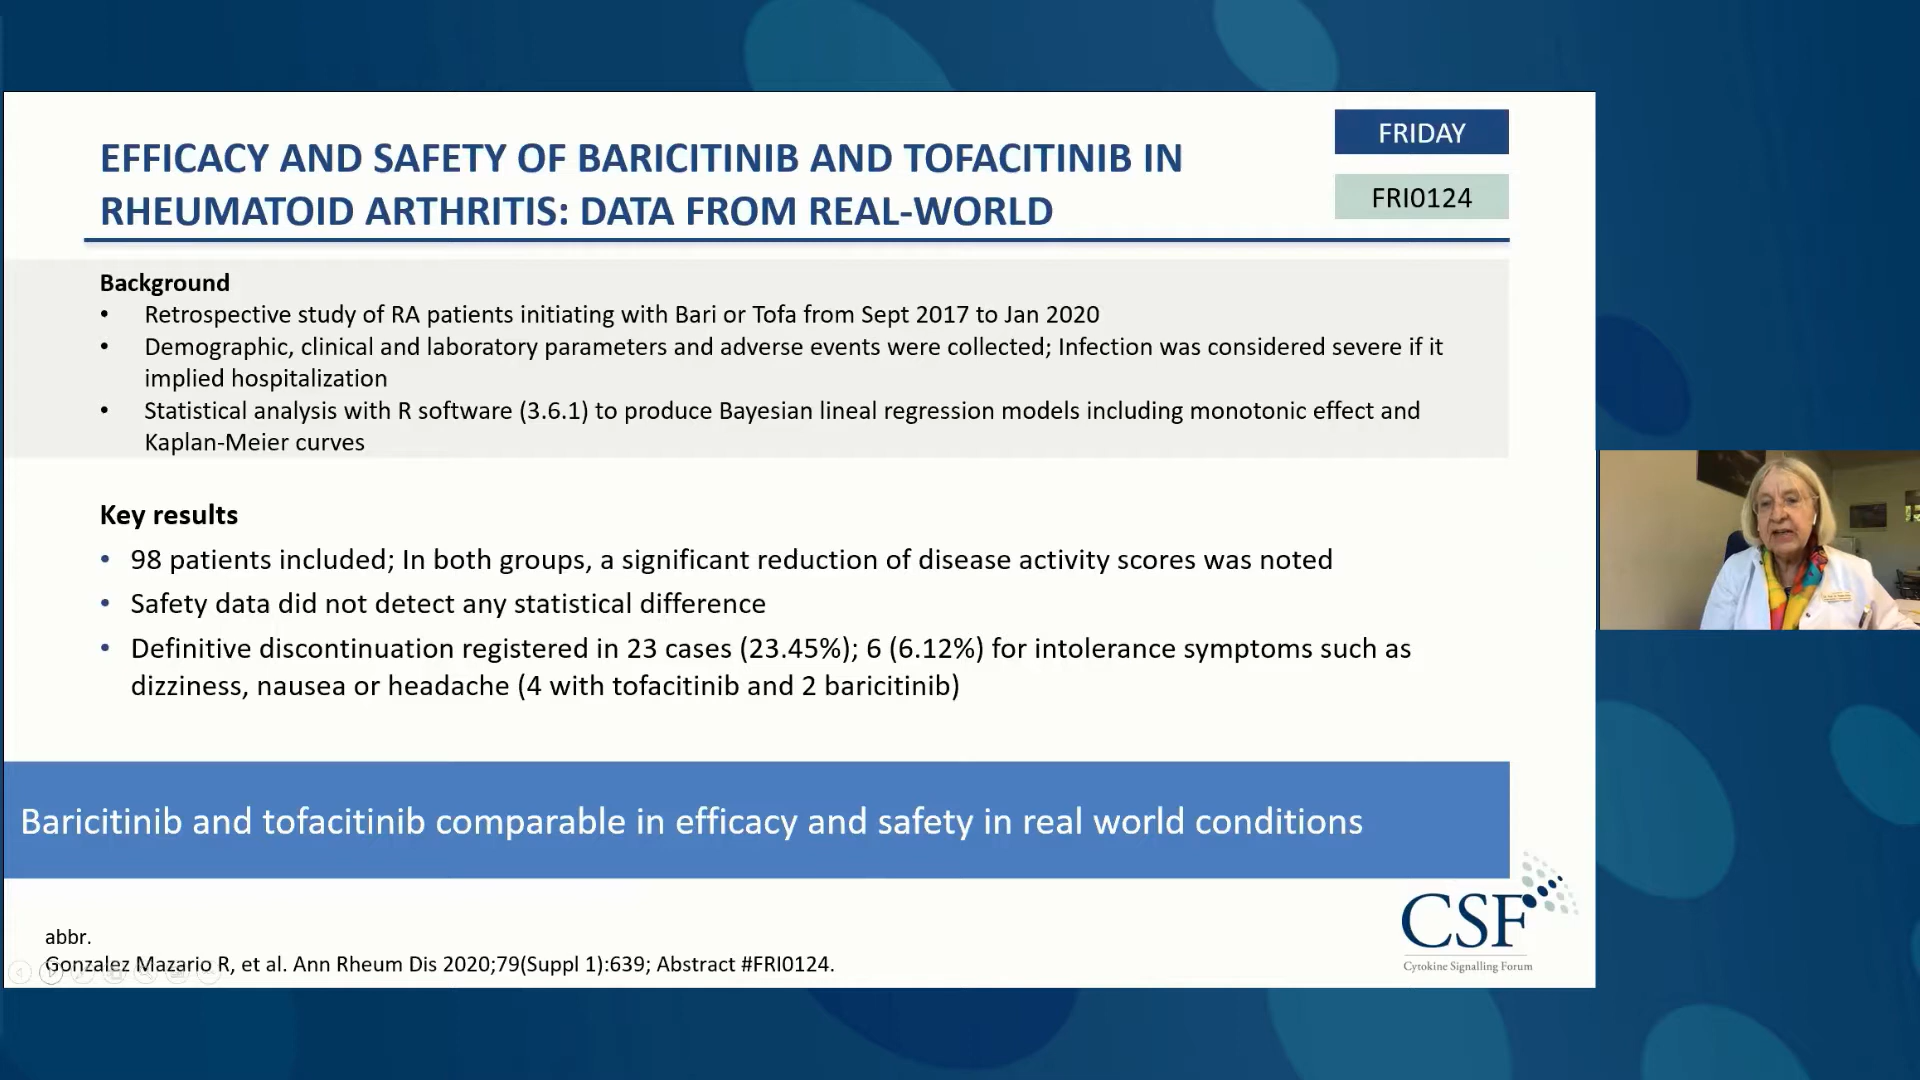 EFFICACY AND SAFETY OF BARICITINIB AND TOFACITINIB IN
RHEUMATOID ARTHRITIS: DATA FROM REAL-WORLD
FRIDAY
FRI0124
Background
• Retrospective study of RA patients initiating with Bari or Tofa from Sept 2017 to Jan 2020
• Demographic, clinical and laboratory parameters and adverse events were collected; Infection was considered severe if it
implied hospitalization
• Statistical analysis with R software (3.6.1) to produce Bayesian lineal regression models including monotonic effect and
Kaplan-Meier curves
Key results
• 98 patients included; In both groups, a significant reduction of disease activity scores was noted
• Safety data did not detect any statistical difference
• Definitive discontinuation registered in 23 cases (23.45%); 6 (6.12%) for intolerance symptoms such as
dizziness, nausea or headache (4 with tofacitinib and 2 baricitinib)
Baricitinib and tofacitinib comparable in efficacy and safety in real world conditions
abbr.
Gonzalez Mazario R, et al. Ann Rheum Dis 2020;79(Suppl 1):639; Abstract #FRI0124.
CSF
Cytokine Signalling Forum